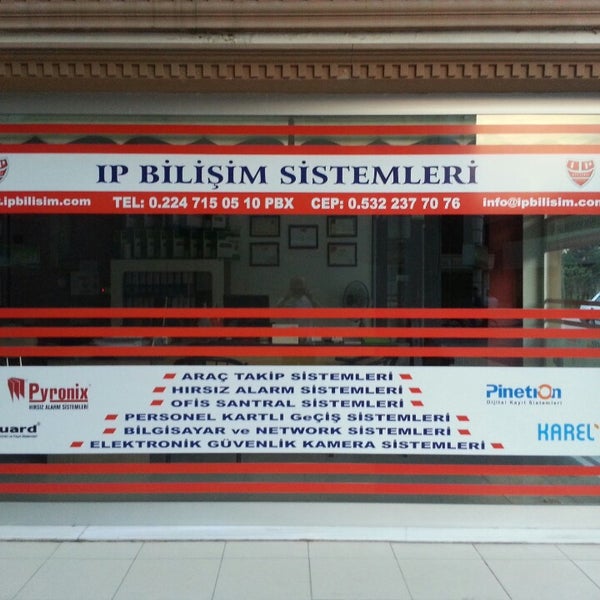 IP BİLİŞİM SİSTEMLERİ
.ipbilisim.com TEL: 0.224 715 05 10 PBX CEP: 0.532 237 70 76 info@ipbilisim.com
Pyronix
HIRSIZ ALARM SİSTEMLERİ
uard
ARAÇ TAKİP SİSTEMLERİ
HIRSIZ ALARM SİSTEMLERİ
OFİS SANTRAL SİSTEMLERİ
PERSONEL KARTLI GeÇİŞ SİSTEMLERİ
BİLGİSAYAR ve NETWORK SİSTEMLERİ
ELEKTRONİK GÜVENLİK KAMERA SİSTEMLERİ
Pinetron
Dijital Kayıt Sistemleri
KAREL